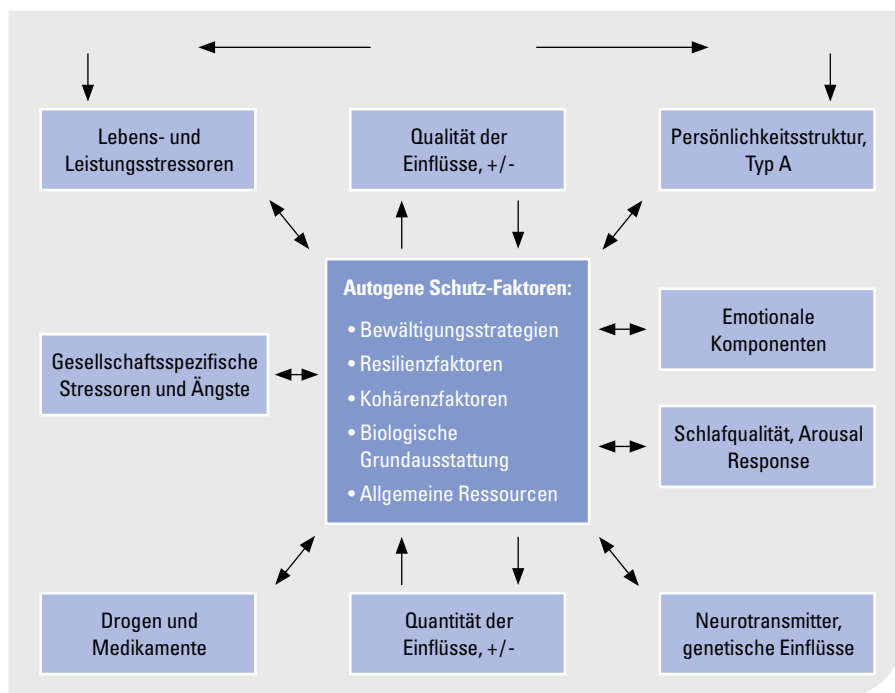 Lebens- und
Leistungsstressoren
Qualität der
Einflüsse, +/-
Persönlichkeitsstruktur,
Typ A
Autogene Schutz-Faktoren:
• Bewältigungsstrategien
• Resilienzfaktoren
• Kohärenzfaktoren
• Biologische
Grundausstattung
• Allgemeine Ressourcen
Gesellschaftsspezifische
Stressoren und Ängste
Emotionale
Komponenten
Schlafqualität, Arousal
Response
Drogen und
Medikamente
Quantität der
Einflüsse, +/-
Neurotransmitter,
genetische Einflüsse